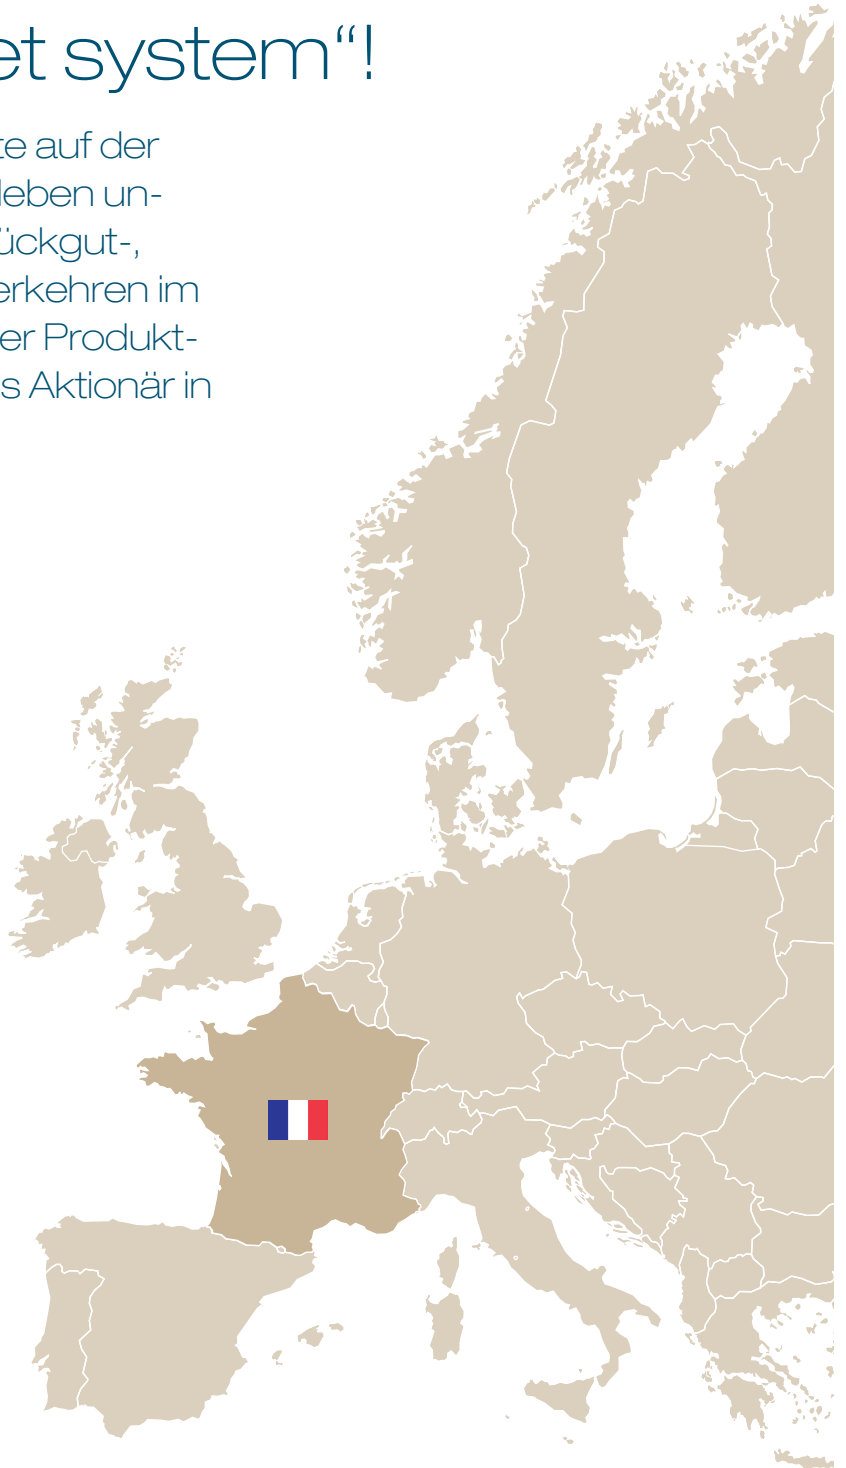 et system“!
te auf der
leben un-
ückgut-,
erkehren im
er Produkt-
s Aktionär in